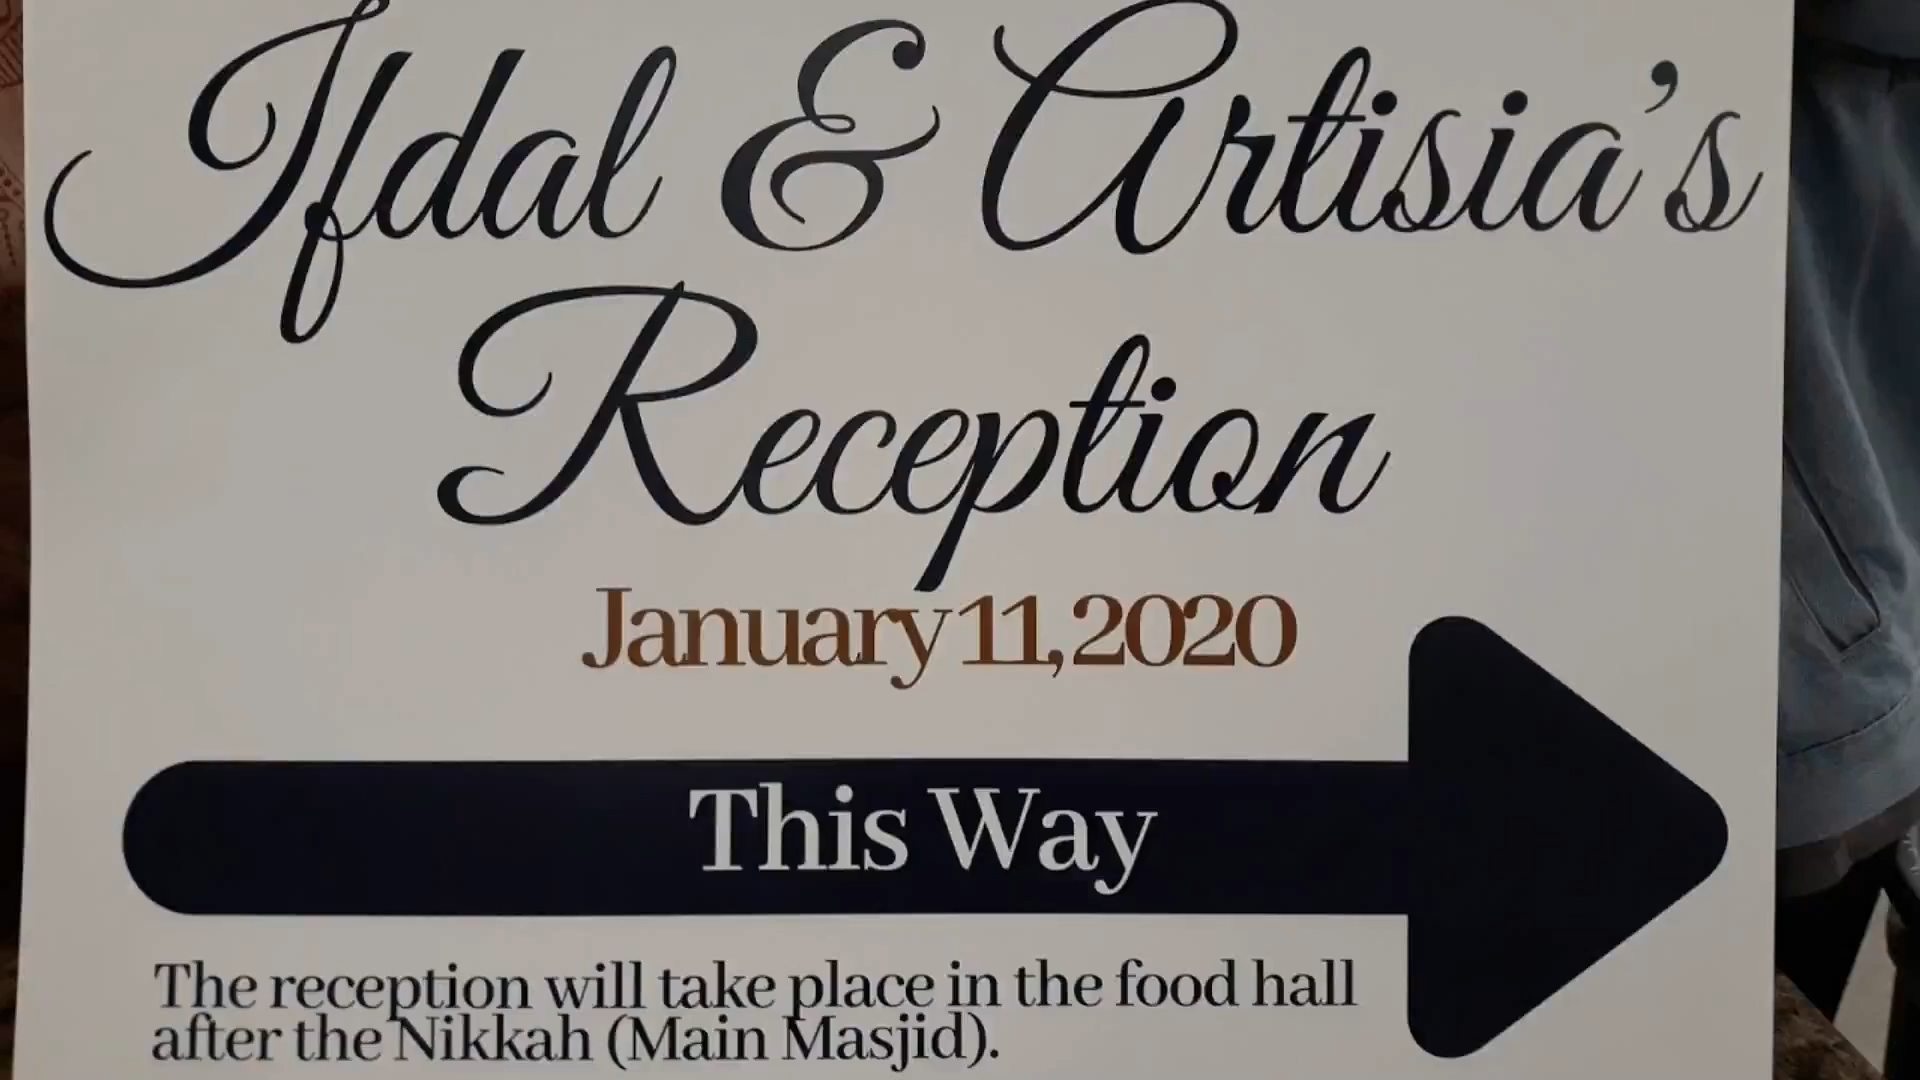 Ifdal & Artisia's
Reception
January 11, 2020
This Way
The reception will take place in the food hall
after the Nikkah (Main Masjid).